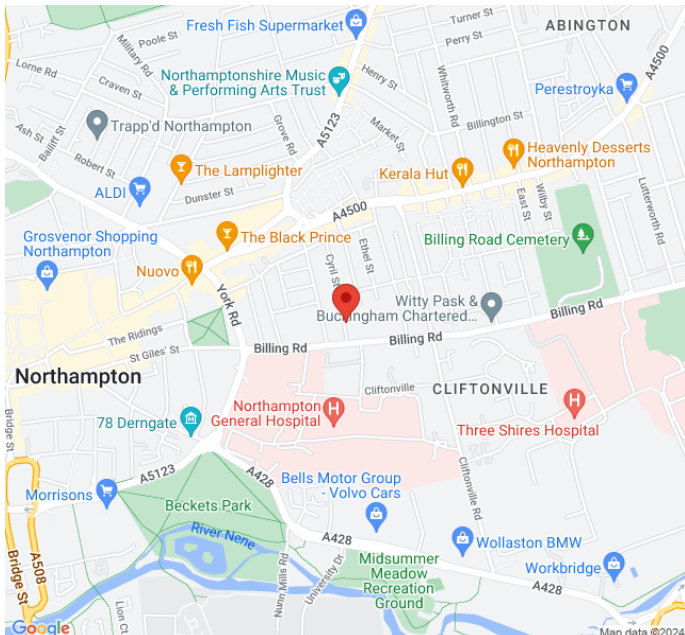 Turner St
Fresh Fish Supermarket
ABINGTON
Poole St
Military Rd
Perry St
A4500
Lorne Rd
Craven St
Northamptonshire Music
& Performing Arts Trust
Henry St
Whitworth Rd
Perestroyka
Trapp'd Northampton
Grove Rd
A5123
Market St
Billing St
Ash St
Bailiff St
Robert St
Heavenly Desserts
Northampton
The Lamplighter
Kerala Hut
ALDI
Dunster St
East St
Wilby St
Lutterworth Rd
A4500
Grosvenor Shopping
Northampton
The Black Prince
Cyril St
Ethel St
Billing Road Cemetery
Nuovo
York Rd
Witty Pask &
Buckingham Chartered...
The Ridings
Billing Rd
St Giles' St
Billing Rd
Billing Rd
Northampton
Cliftonville
CLIFTONVILLE
Bridge St
Northampton
General Hospital
78 Derngate
Three Shires Hospital
A5123
A428
Bells Motor Group
- Volvo Cars
Cliftonville Rd
Morrisons
Beckets Park
River Nene
A428
Wollaston BMW
Bridge St
A508
Nunn Mills Rd
University Dr
Midsummer
Meadow
Recreation
Ground
Workbridge
A428
Lion Ct
Google
Map data ©2024